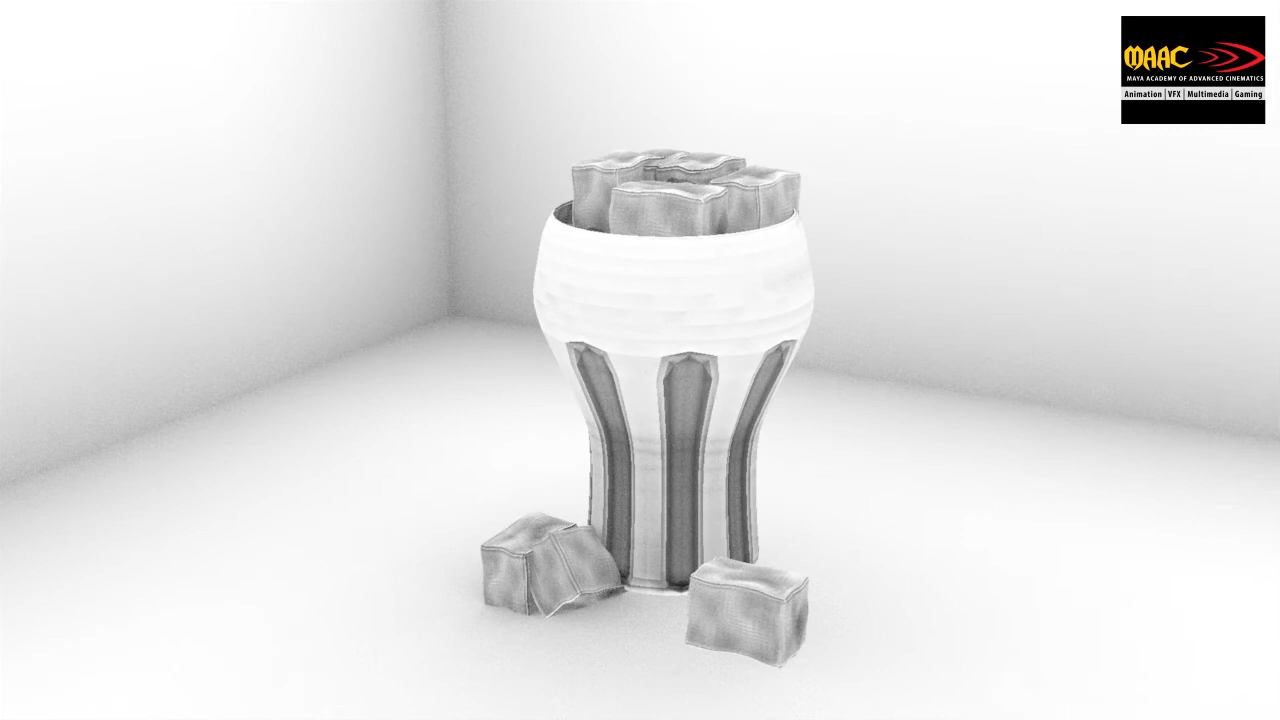 MAAC
MAYA ACADEMY OF ADVANCED CINEMATICS
Animation | VFX | Multimedia | Gaming